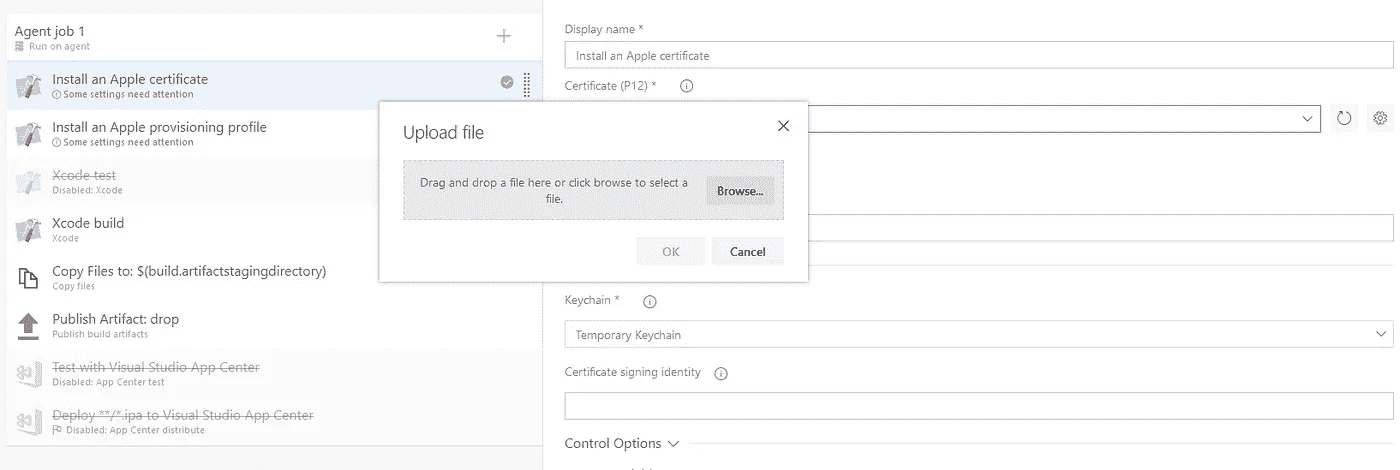 Agent job 1
Run on agent
Install an Apple certificate
Some settings need attention
Install an Apple provisioning profile
Some settings need attention
Xcode test
Disabled: Xcode
Xcode build
Xcode
Copy Files to: $(build.artifactstagingdirectory)
Copy files
Publish Artifact: drop
Publish build artifacts
Test with Visual Studio App Center
Disabled: App Center test
Deploy **/*.ipa to Visual Studio App Center
Disabled: App Center distribute
Display name *
Install an Apple certificate
Certificate (P12) *
Upload file
Drag and drop a file here or click browse to select a
file.
Browse...
OK
Cancel
Keychain *
Temporary Keychain
Certificate signing identity
Control Options